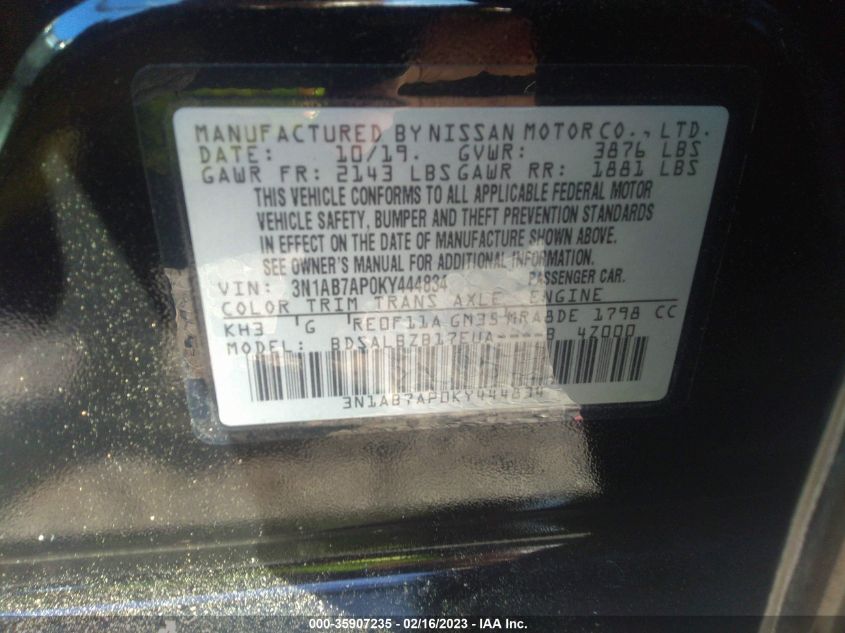 MANUFACTURED BY NISSAN MOTOR CO., LTD.
DATE: 10/19. GVWR: 3876 LBS
GAWR FR: 2143 LBS GAWR RR: 1881 LBS
THIS VEHICLE CONFORMS TO ALL APPLICABLE FEDERAL MOTOR
VEHICLE SAFETY, BUMPER AND THEFT PREVENTION STANDARDS
IN EFFECT ON THE DATE OF MANUFACTURE SHOWN ABOVE.
SEE OWNER'S MANUAL FOR ADDITIONAL INFORMATION.
VIN: 3N1AB7AP0KY444834 PASSENGER CAR.
COLOR TRIM TRANS AXLE ENGINE
KH3 G RE0F11A GM35 MRA8DE 1798 CC
MODEL: BDSALBZB17EUA----B 4Z000
3N1AB7AP0KY444834
000-35907235 - 02/16/2023 - IAA Inc.